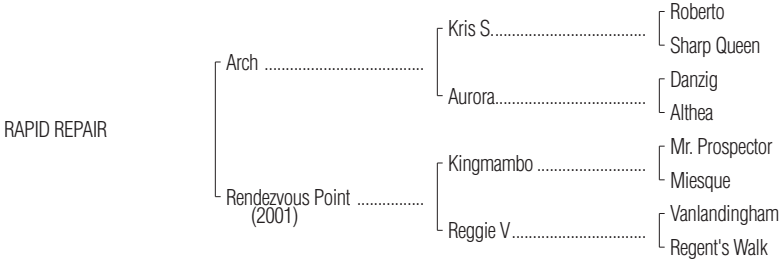 Roberto
Kris S.
Sharp Queen
Arch
Danzig
Aurora
Althea
RAPID REPAIR
Mr. Prospector
Kingmambo
Miesque
Rendezvous Point
(2001)
Vanlandingham
Reggie V
Regent's Walk